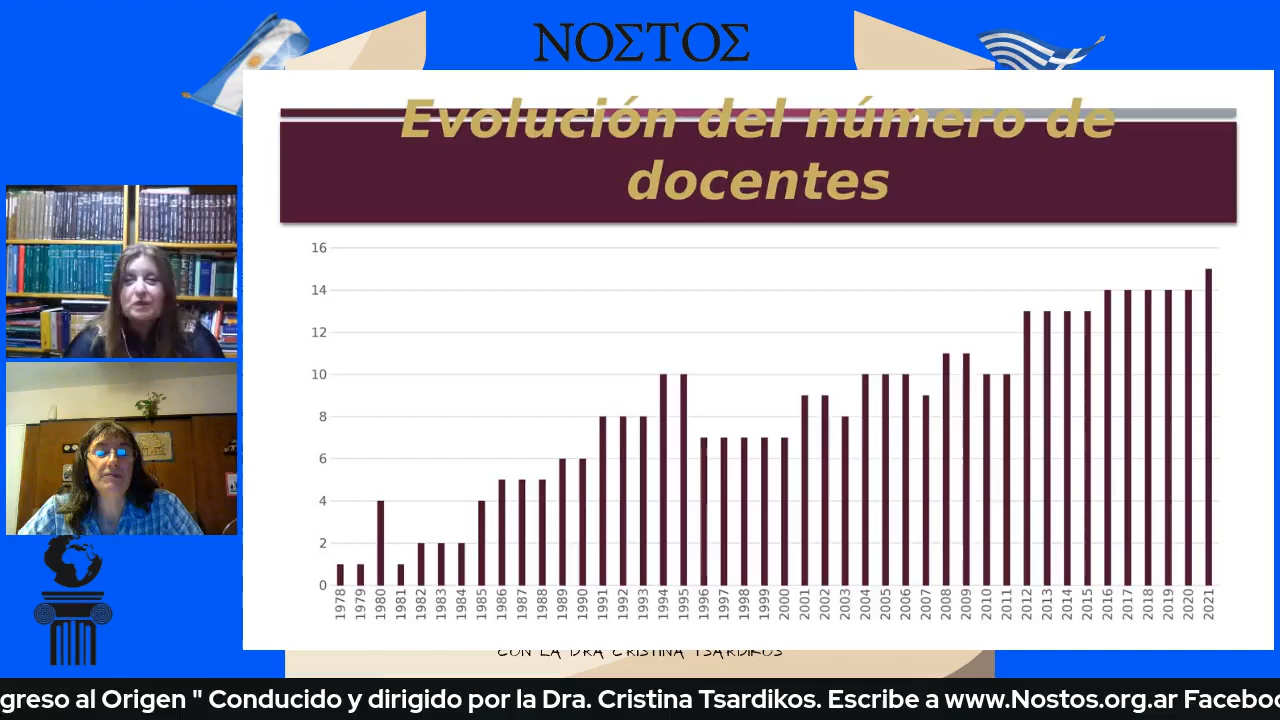 ΝΟΣΤΟΣ
Evolución del número de
docentes
16
14
12
10
8
6
4
2
0
1978 1979 1980 1981 1982 1983 1984 1985 1986 1987 1988 1989 1990 1991 1992 1993 1994 1995 1996 1997 1998 1999 2000 2001 2002 2003 2004 2005 2006 2007 2008 2009 2010 2011 2012 2013 2014 2015 2016 2017 2018 2019 2020 2021
CON LA DRA CRISTINA TSARDIKOS
greso al Origen " Conducido y dirigido por la Dra. Cristina Tsardikos. Escribe a www.Nostos.org.ar Facebo